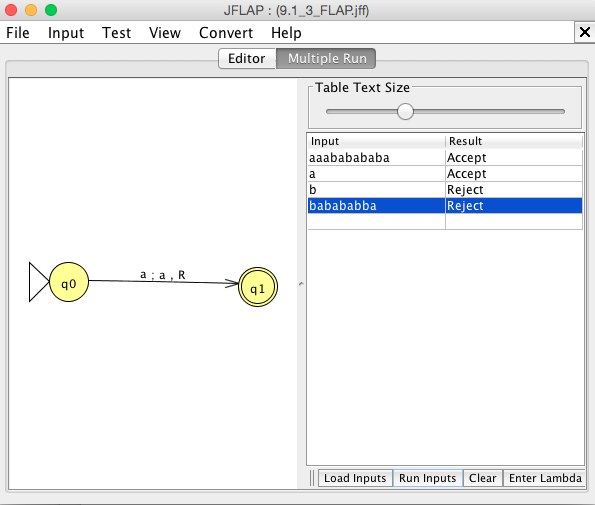 JFLAP : (9.1_3_FLAP.jff)
File Input Test View Convert Help
Editor Multiple Run
Table Text Size
Input Result
aaababababa Accept
a Accept
b Reject
babababba Reject
q0 a ; a , R q1
Load Inputs Run Inputs Clear Enter Lambda